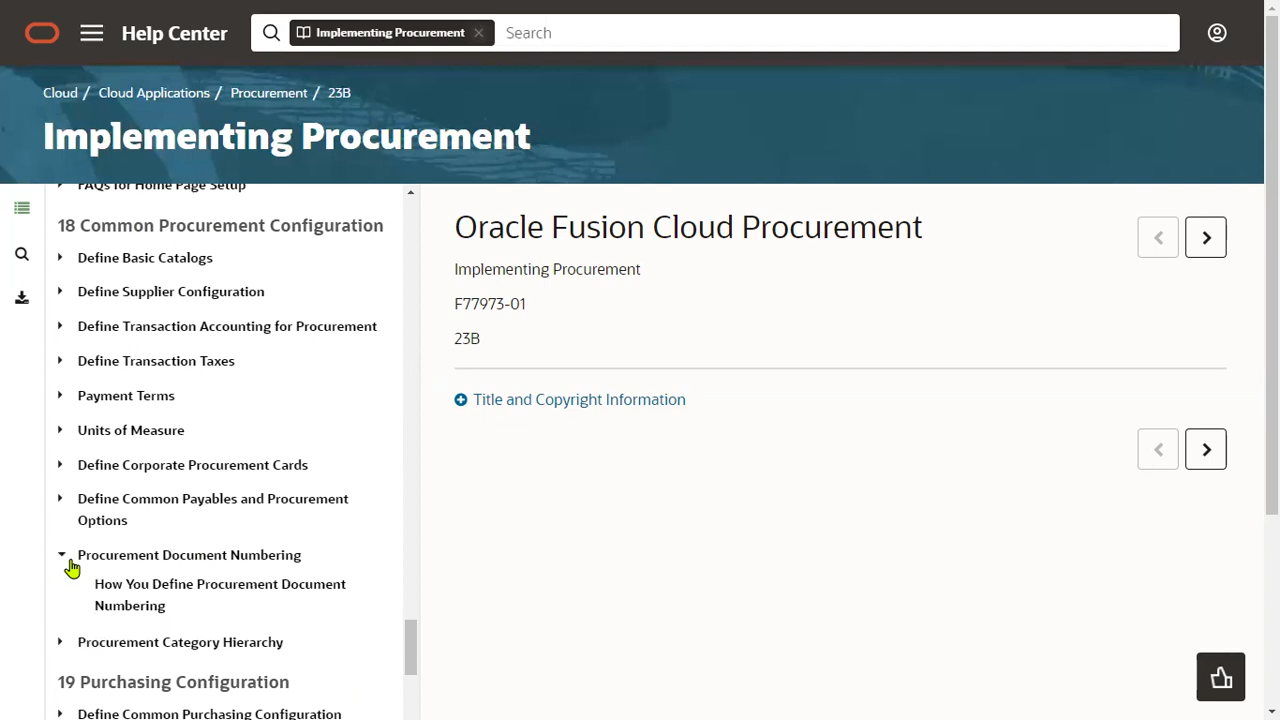 Help Center
Implementing Procurement
Search
Cloud / Cloud Applications / Procurement / 23B
Implementing Procurement
FAQs for Home Page Setup
18 Common Procurement Configuration
Define Basic Catalogs
Define Supplier Configuration
Define Transaction Accounting for Procurement
Define Transaction Taxes
Payment Terms
Units of Measure
Define Corporate Procurement Cards
Define Common Payables and Procurement
Options
Procurement Document Numbering
How You Define Procurement Document
Numbering
Procurement Category Hierarchy
19 Purchasing Configuration
Define Common Purchasing Configuration
Oracle Fusion Cloud Procurement
Implementing Procurement
F77973-01
23B
Title and Copyright Information